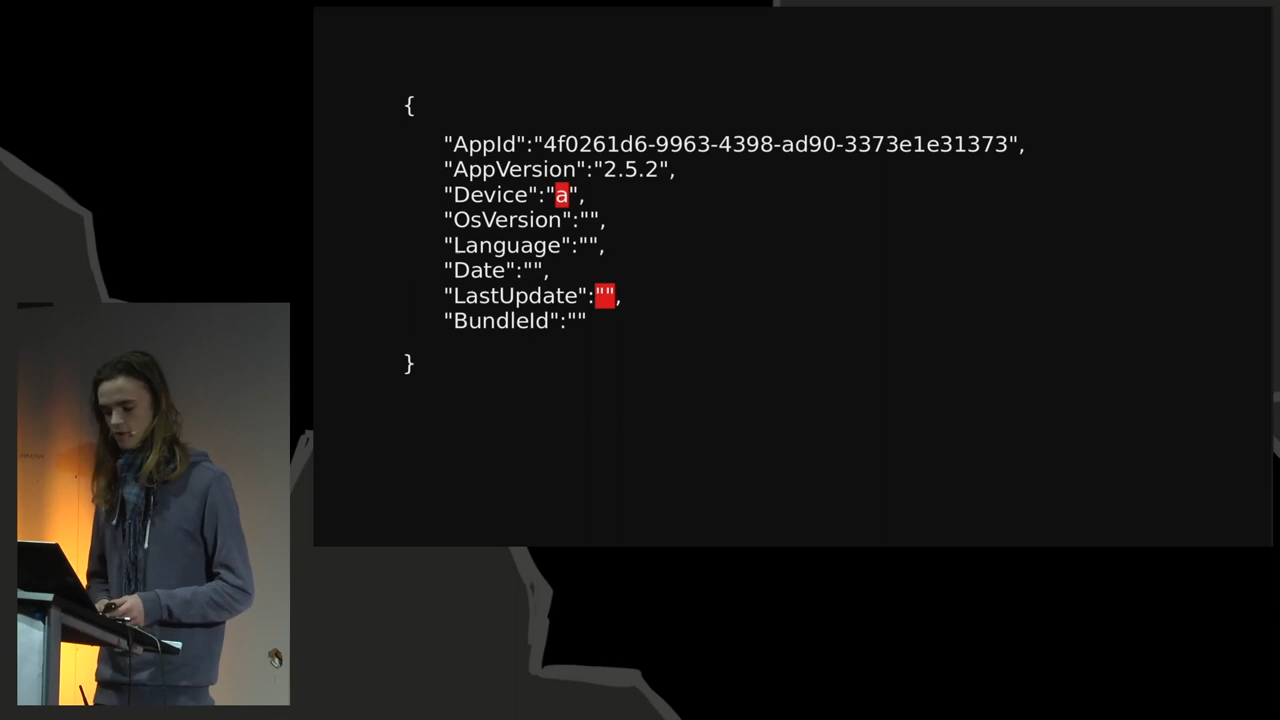 {
"AppId":"4f0261d6-9963-4398-ad90-3373e1e31373",
"AppVersion":"2.5.2",
"Device":"a",
"OsVersion":"",
"Language":"",
"Date":"",
"LastUpdate":"",
"BundleId":""
}